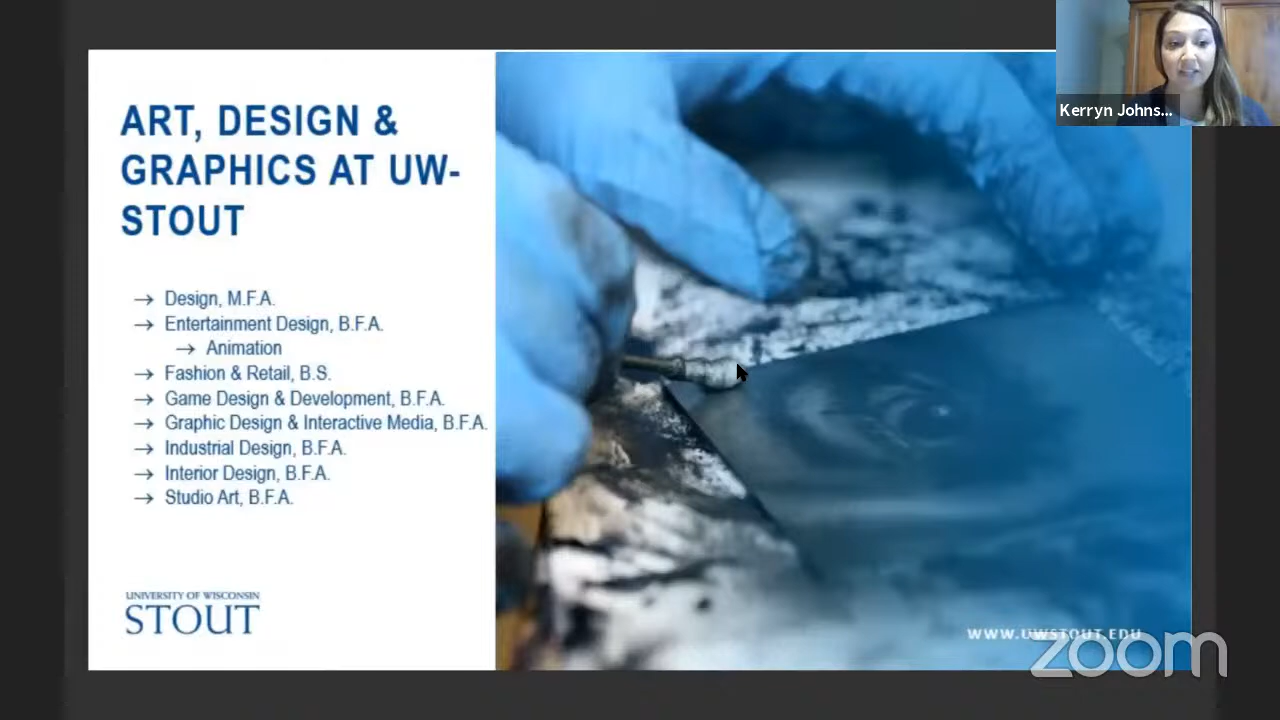 ART, DESIGN &
GRAPHICS AT UW-
STOUT
→ Design, M.F.A.
→ Entertainment Design, B.F.A.
→ Animation
→ Fashion & Retail, B.S.
→ Game Design & Development, B.F.A.
→ Graphic Design & Interactive Media, B.F.A.
→ Industrial Design, B.F.A.
→ Interior Design, B.F.A.
→ Studio Art, B.F.A.
UNIVERSITY OF WISCONSIN
STOUT
Kerryn Johns...
WWW.UWSTOUT.EDU
zoom